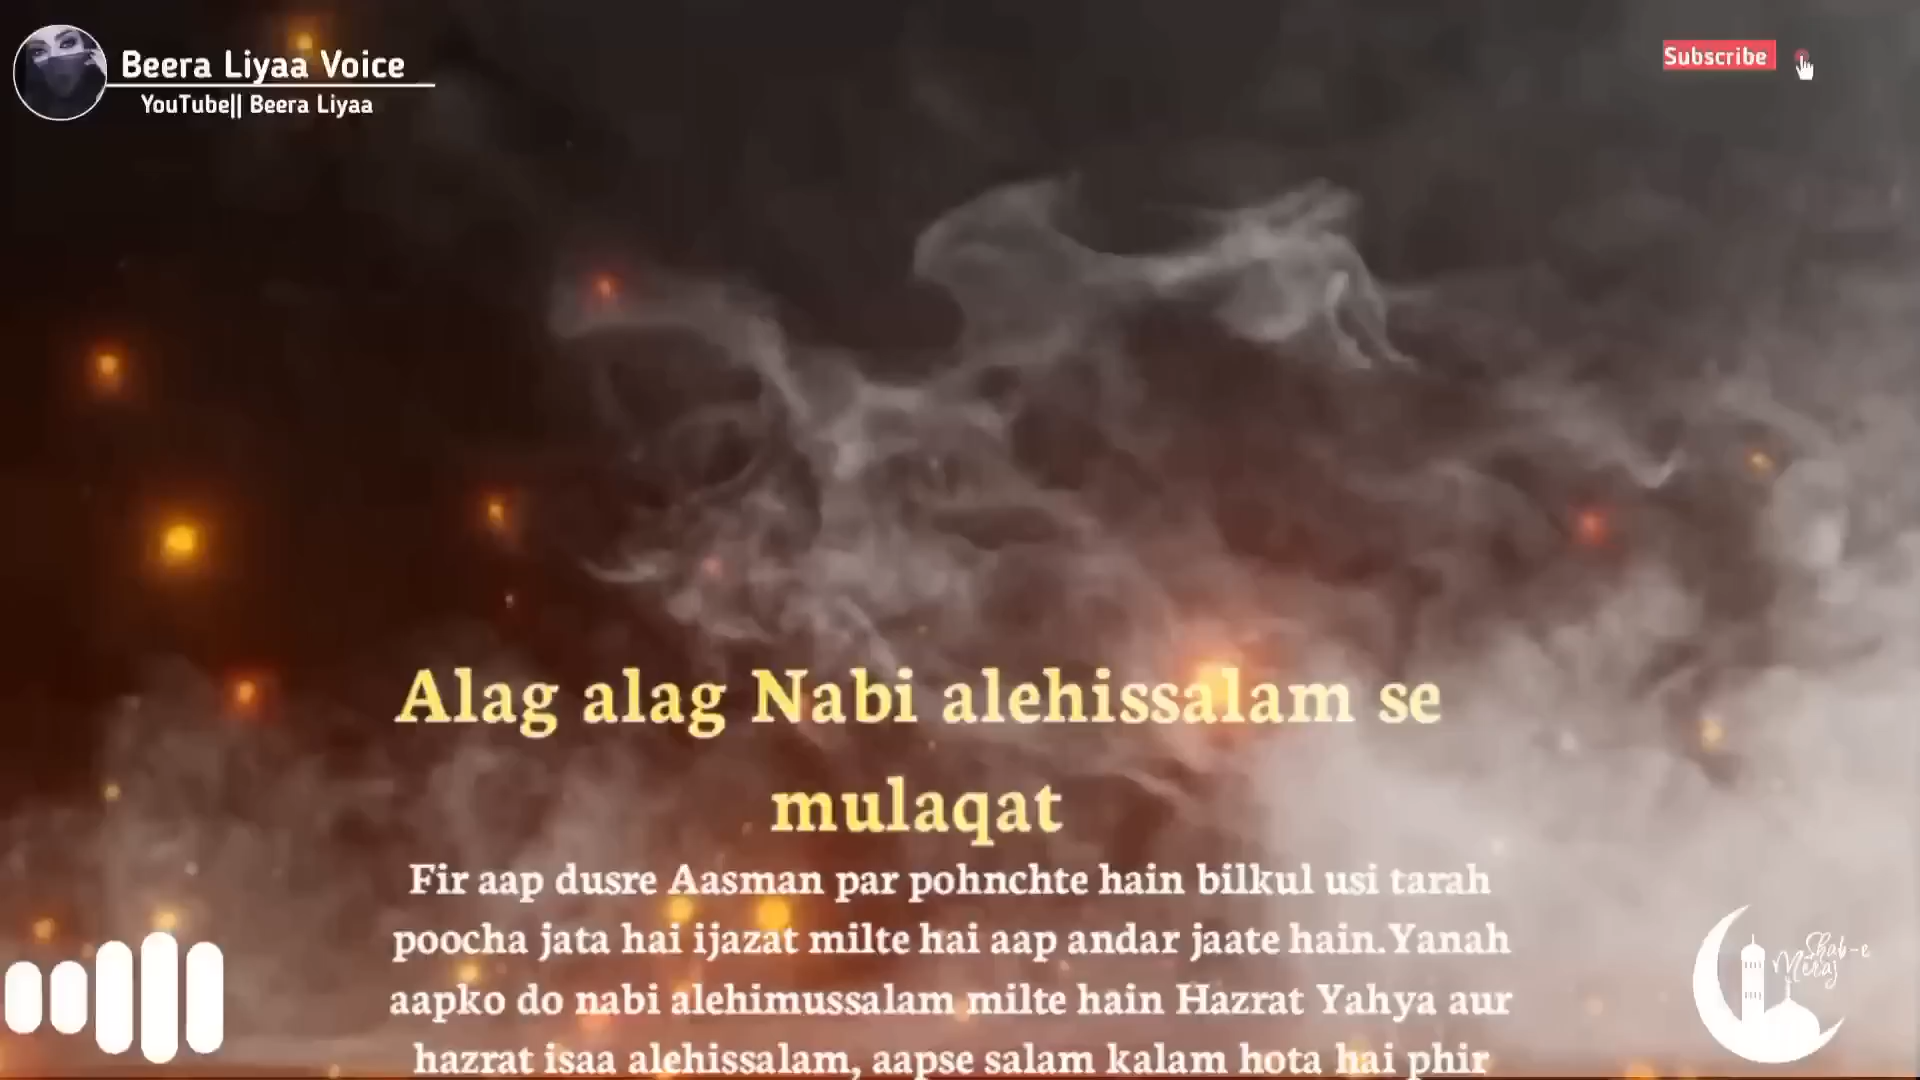 Beera Liyaa Voice
YouTube|| Beera Liyaa
Subscribe
Alag alag Nabi alehissalam se
mulaqat
Fir aap dusre Aasman par pohnchte hain bilkul usi tarah
poocha jata hai ijazat milte hai aap andar jaate hain.Yanah
aapko do nabi alehimussalam milte hain Hazrat Yahya aur
hazrat isaa alehissalam, aapse salam kalam hota hai phir
Shab-e
Meraj